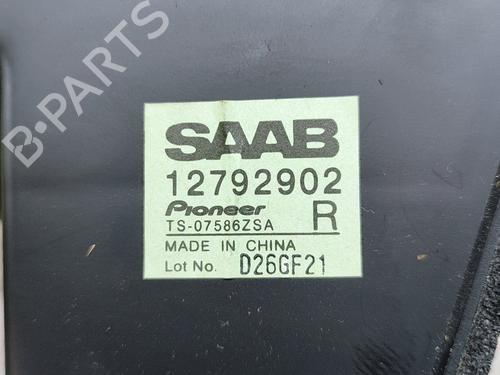 B-PARTS
SAAB
12792902
Pioneer R
TS-07586ZSA
MADE IN CHINA
Lot No. D26GF21